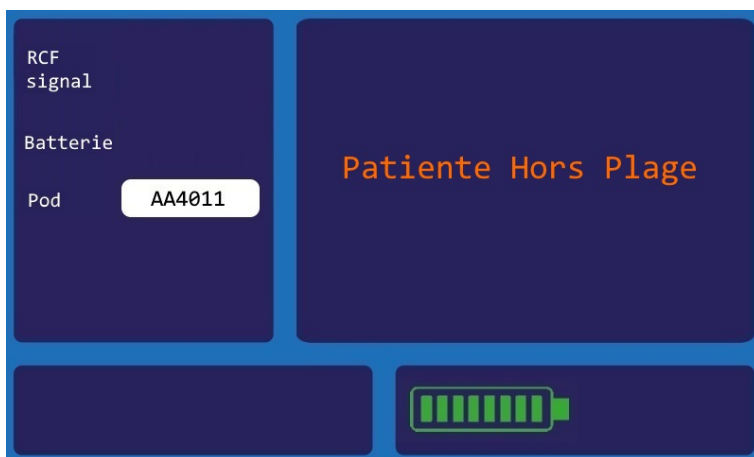 RCF
signal
Batterie
Pod
AA4011
Patiente Hors Plage